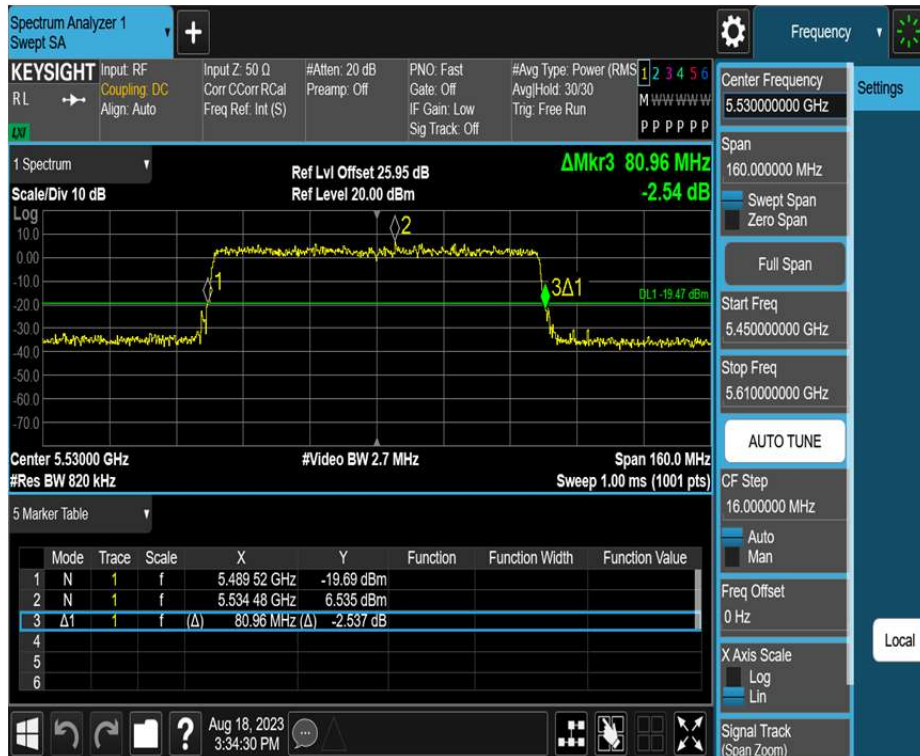 Spectrum Analyzer 1
Swept SA
+
Frequency
KEYSIGHT
RL
LXI
Input: RF
Coupling: DC
Align: Auto
Input Z: 50 Ω
Corr CCorr RCal
Freq Ref: Int (S)
#Atten: 20 dB
Preamp: Off
PNO: Fast
Gate: Off
IF Gain: Low
Sig Track: Off
#Avg Type: Power (RMS
Avg|Hold: 30/30
Trig: Free Run
1 2 3 4 5 6
M W W W W W
P P P P P P
Center Frequency
5.530000000 GHz
Settings
1 Spectrum
Scale/Div 10 dB
Ref Lvl Offset 25.95 dB
Ref Level 20.00 dBm
ΔMkr3 80.96 MHz
-2.54 dB
Log
10.0
0.00
-10.0
-20.0
-30.0
-40.0
-50.0
-60.0
-70.0
2
1
3Δ1
DL1 -19.47 dBm
Center 5.53000 GHz
#Res BW 820 kHz
#Video BW 2.7 MHz
Span 160.0 MHz
Sweep 1.00 ms (1001 pts)
Span
160.000000 MHz
Swept Span
Zero Span
Full Span
Start Freq
5.450000000 GHz
Stop Freq
5.610000000 GHz
AUTO TUNE
CF Step
16.000000 MHz
Auto
Man
Freq Offset
0 Hz
X Axis Scale
Log
Lin
Signal Track
(Span Zoom)
Local
5 Marker Table
Mode Trace Scale X Y Function Function Width Function Value
1 N 1 f 5.489 52 GHz -19.69 dBm
2 N 1 f 5.534 48 GHz 6.535 dBm
3 Δ1 1 f (Δ) 80.96 MHz (Δ) -2.537 dB
4
5
6
?
Aug 18, 2023
3:34:30 PM